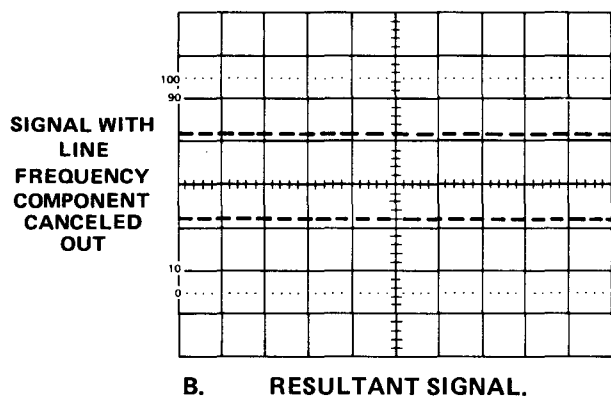 100
90
SIGNAL WITH
LINE
FREQUENCY
COMPONENT
CANCELED
OUT
10
0
B. RESULTANT SIGNAL.